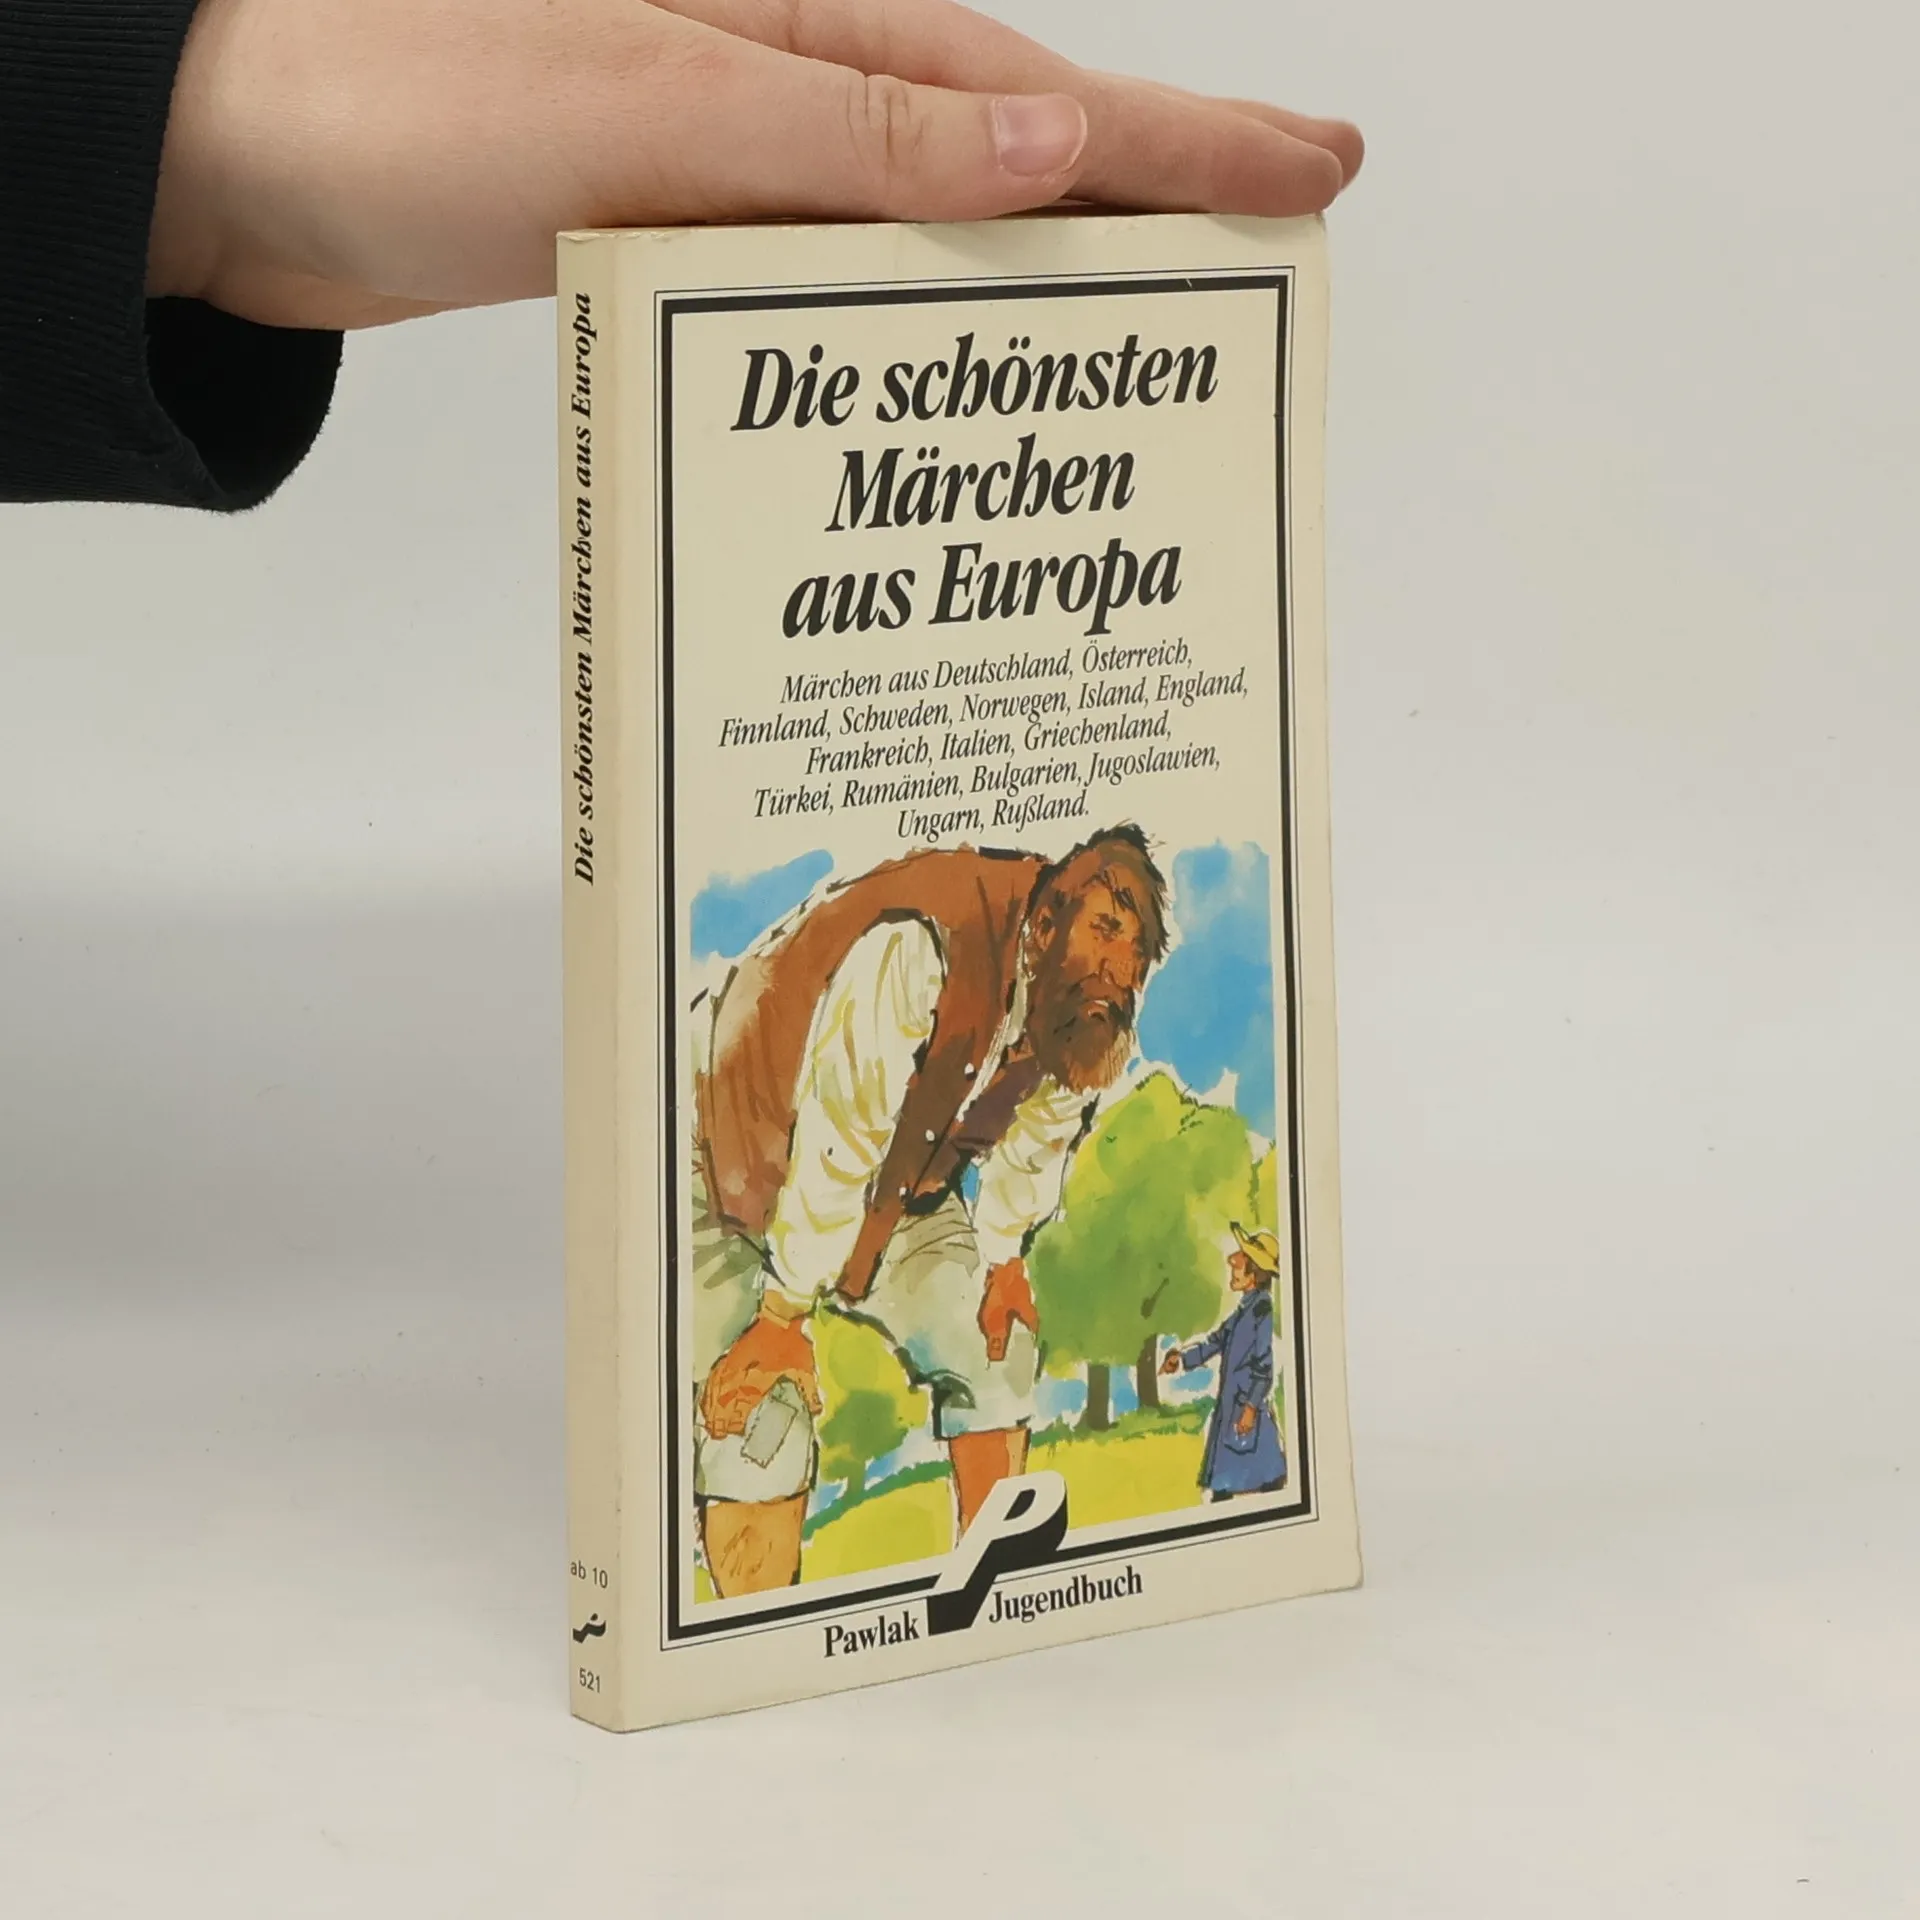 Die schönsten Märchen aus Europa
ab 10
521
Die schönsten
Märchen
aus Europa
Märchen aus Deutschland, Österreich,
Finnland, Schweden, Norwegen, Island, England,
Frankreich, Italien, Griechenland,
Türkei, Rumänien, Bulgarien, Jugoslawien,
Ungarn, Rußland.
P
Pawlak Jugendbuch